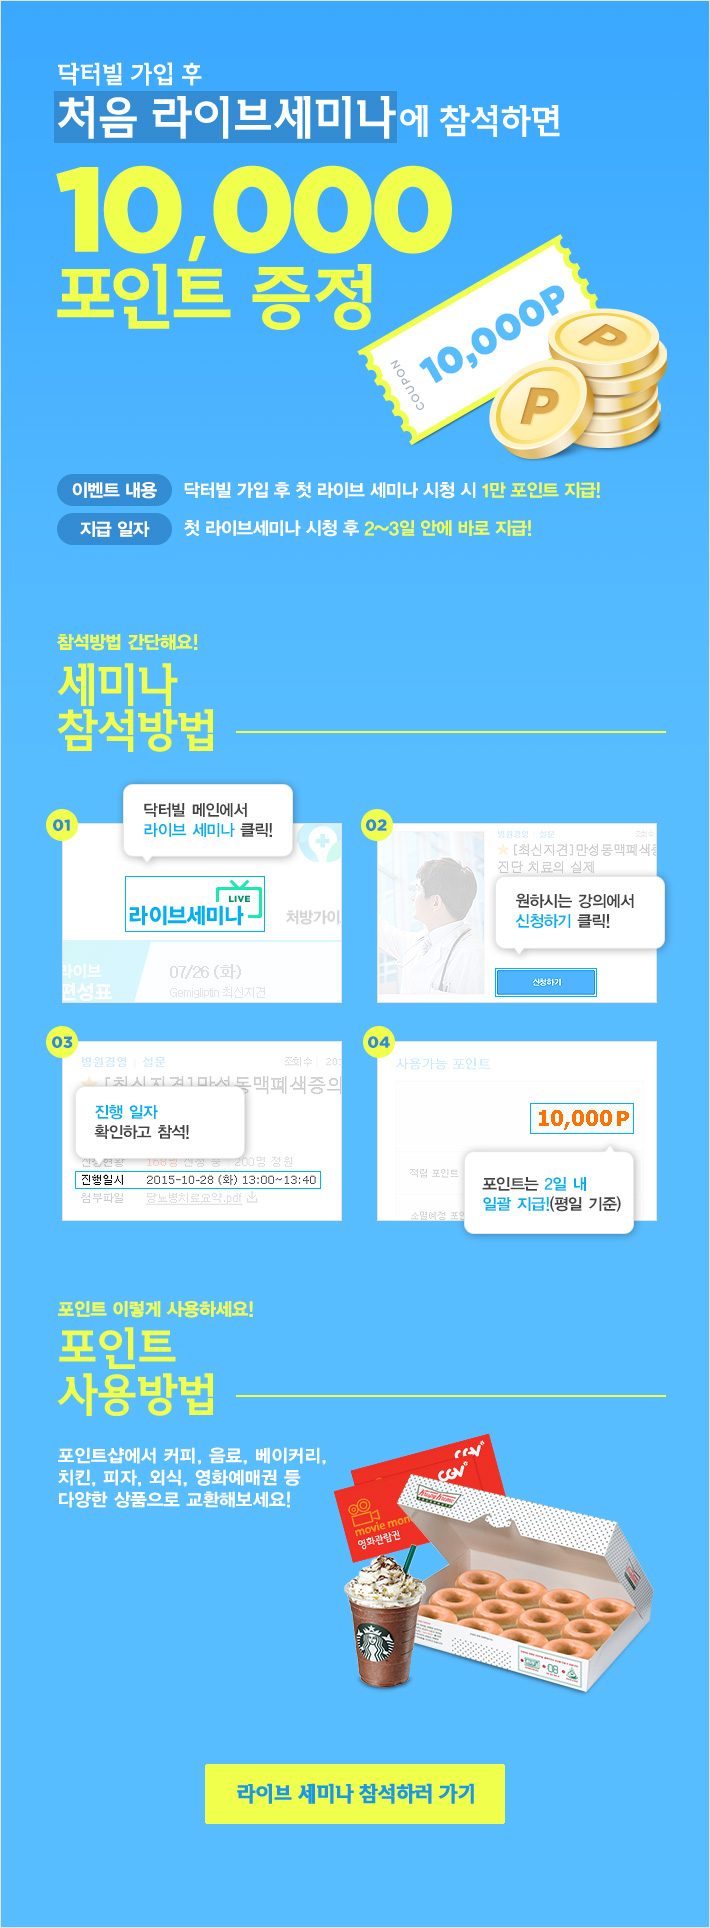 닥터빌 가입 후
처음 라이브세미나에 참석하면
10,000
포인트 증정
COUPON
10,000P
P
P
이벤트 내용 닥터빌 가입 후 첫 라이브 세미나 시청 시 1만 포인트 지급!
지급 일자 첫 라이브세미나 시청 후 2~3일 안에 바로 지급!
참석방법 간단해요!
세미나
참석방법
01
닥터빌 메인에서
라이브 세미나 클릭!
LIVE
라이브세미나
처방가이
라이브
편성표
07/26 (화)
Gemigliptin 최신지견
02
병원경영 | 설문
조회수
[최신지견]만성동맥폐색증
진단 치료의 실제
원하시는 강의에서
신청하기 클릭!
신청하기
03
병원경영 | 설문
조회수 | 201
[최신지견]만성동맥폐색증의
진행 일자
확인하고 참석!
신청현황 168명 신청 중 200명 정원
진행일시 2015-10-28 (화) 13:00~13:40
첨부파일 당뇨병치료요약.pdf
04
사용가능 포인트
10,000 P
적립 포인트
포인트는 2일 내
일괄 지급!(평일 기준)
소멸예정 포인
포인트 이렇게 사용하세요!
포인트
사용방법
포인트샵에서 커피, 음료, 베이커리,
치킨, 피자, 외식, 영화예매권 등
다양한 상품으로 교환해보세요!
CGV
CGV
movie mon
영화관람권
Krispy Kreme
STARBUCKS
라이브 세미나 참석하러 가기